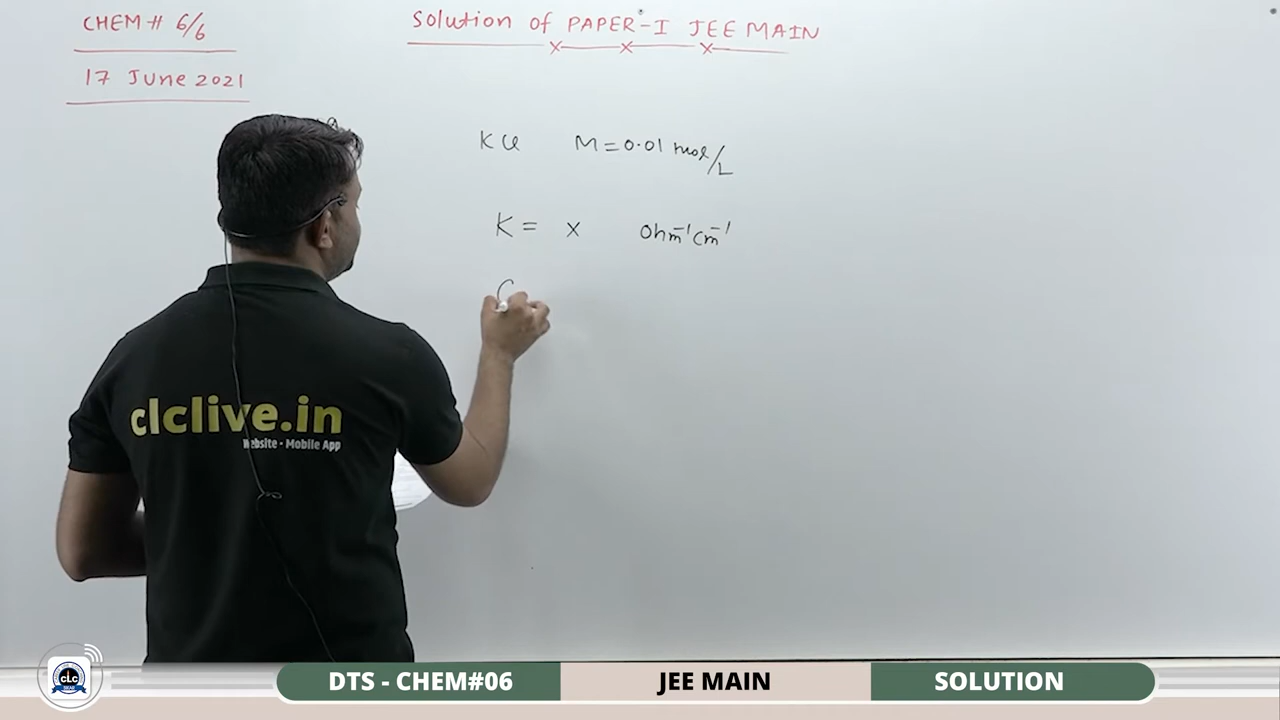 CHEM # 6/6
17 June 2021
Solution of PAPER-I JEE MAIN
KCl M = 0.01 mol/L
K = x Ohm⁻¹ cm⁻¹
clclive.in
Website - Mobile App
CLC
DTS - CHEM#06
JEE MAIN
SOLUTION